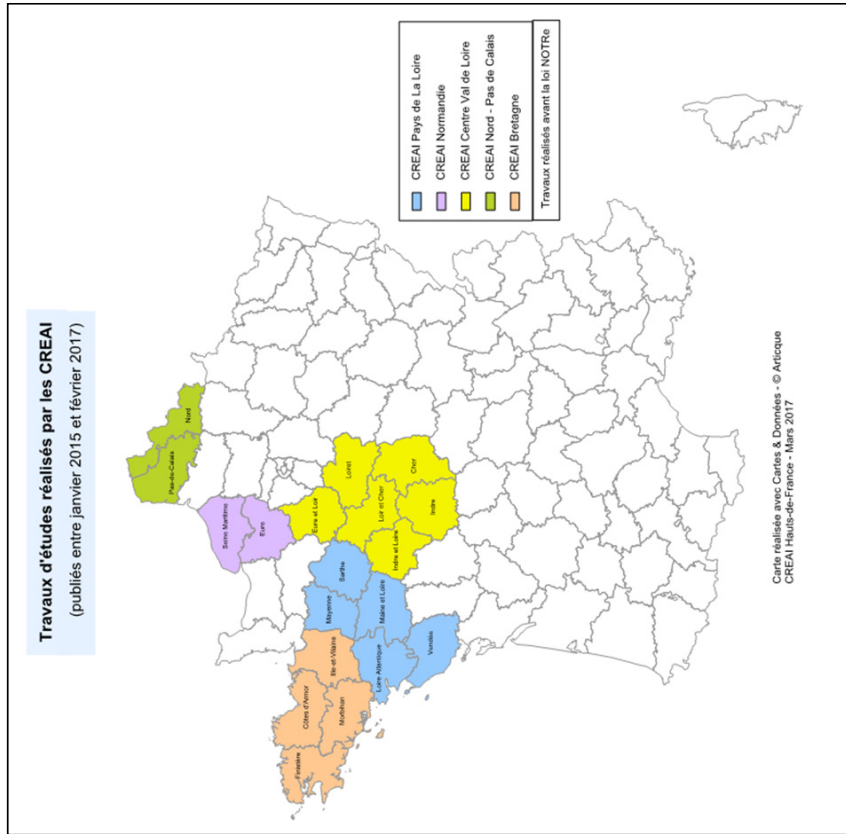 Travaux d'études réalisés par les CREAI
(publiés entre janvier 2015 et février 2017)
Nord
Pas-de-Calais
Seine Maritime
Eure
Eure et Loir
Loiret
Loir et Cher
Cher
Indre et Loire
Indre
Mayenne
Sarthe
Maine et Loire
Loire Atlantique
Vendée
Ille-et-Vilaine
Côtes d'Armor
Morbihan
Finistère
CREAI Pays de La Loire
CREAI Normandie
CREAI Centre Val de Loire
CREAI Nord - Pas de Calais
CREAI Bretagne
Travaux réalisés avant la loi NOTRe
Carte réalisée avec Cartes & Données - © Articque
CREAI Hauts-de-France - Mars 2017